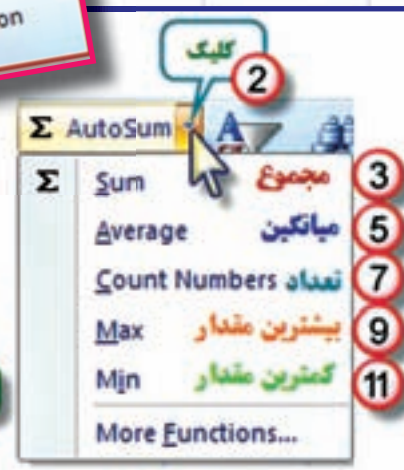 on
کلیک
2
Σ AutoSum
Σ Sum مجموع 3
Average میانگین 5
Count Numbers تعداد 7
Max بیشترین مقدار 9
Min کمترین مقدار 11
More Functions...